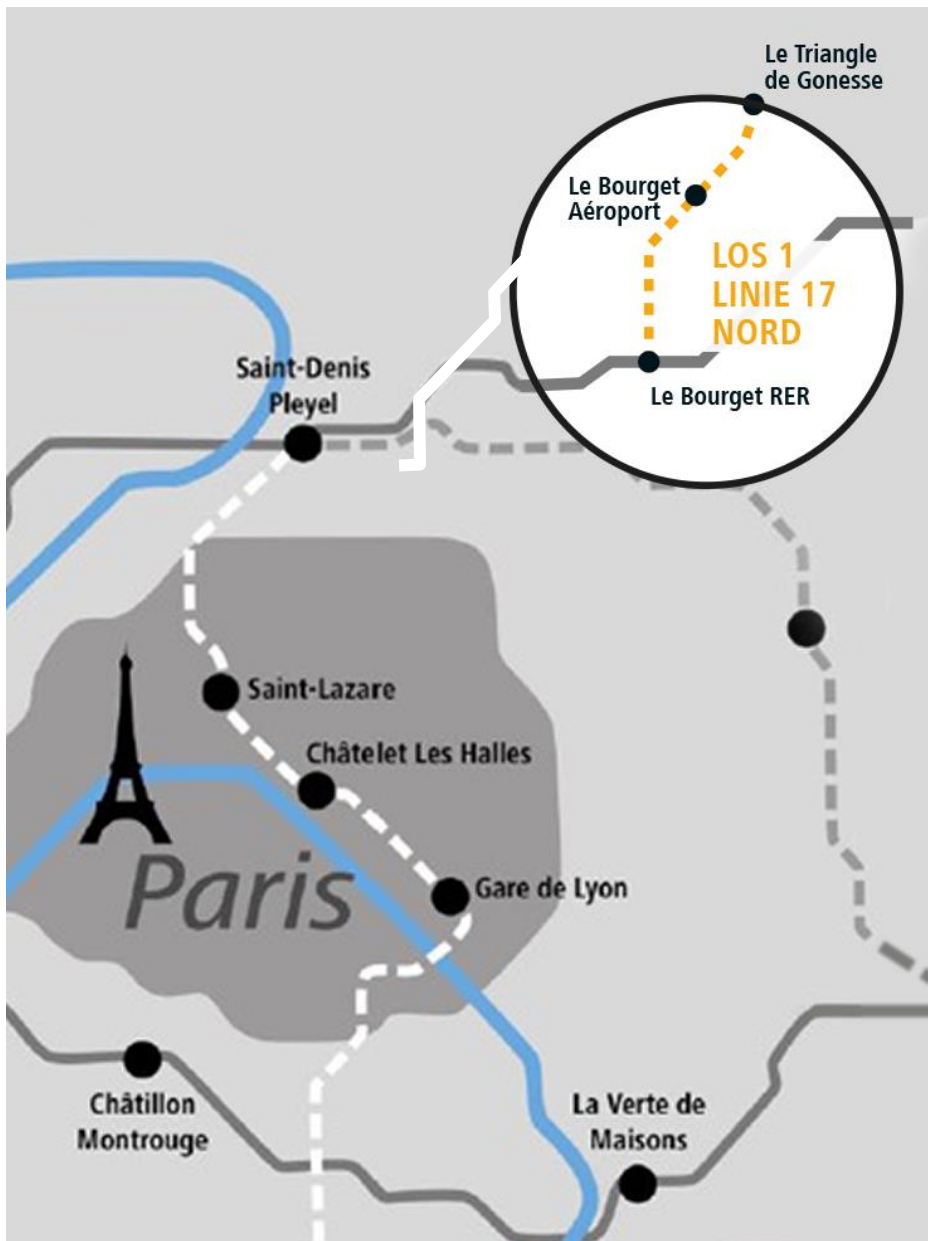 Le Triangle
de Gonesse
Le Bourget
Aéroport
LOS 1
LINIE 17
NORD
Le Bourget RER
Saint-Denis
Pleyel
Saint-Lazare
Châtelet Les Halles
Paris
Gare de Lyon
Châtillon
Montrouge
La Verte de
Maisons